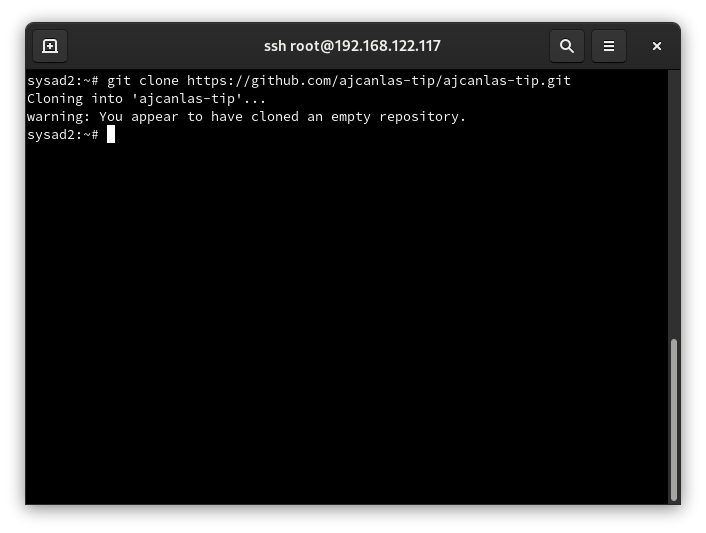 ssh root@192.168.122.117
sysad2:~# git clone https://github.com/ajcanlas-tip/ajcanlas-tip.git
Cloning into 'ajcanlas-tip'...
warning: You appear to have cloned an empty repository.
sysad2:~#